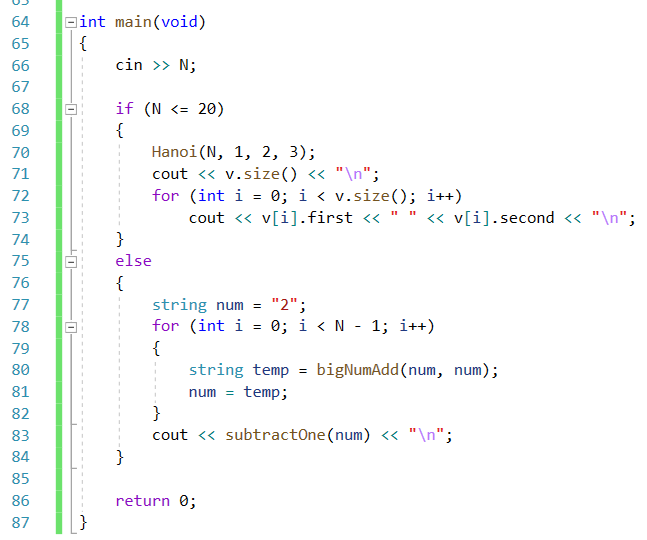 64 int main(void)
65 {
66 cin >> N;
67
68 if (N <= 20)
69 {
70 Hanoi(N, 1, 2, 3);
71 cout << v.size() << "\n";
72 for (int i = 0; i < v.size(); i++)
73 cout << v[i].first << " " << v[i].second << "\n";
74 }
75 else
76 {
77 string num = "2";
78 for (int i = 0; i < N - 1; i++)
79 {
80 string temp = bigNumAdd(num, num);
81 num = temp;
82 }
83 cout << subtractOne(num) << "\n";
84 }
85
86 return 0;
87 }